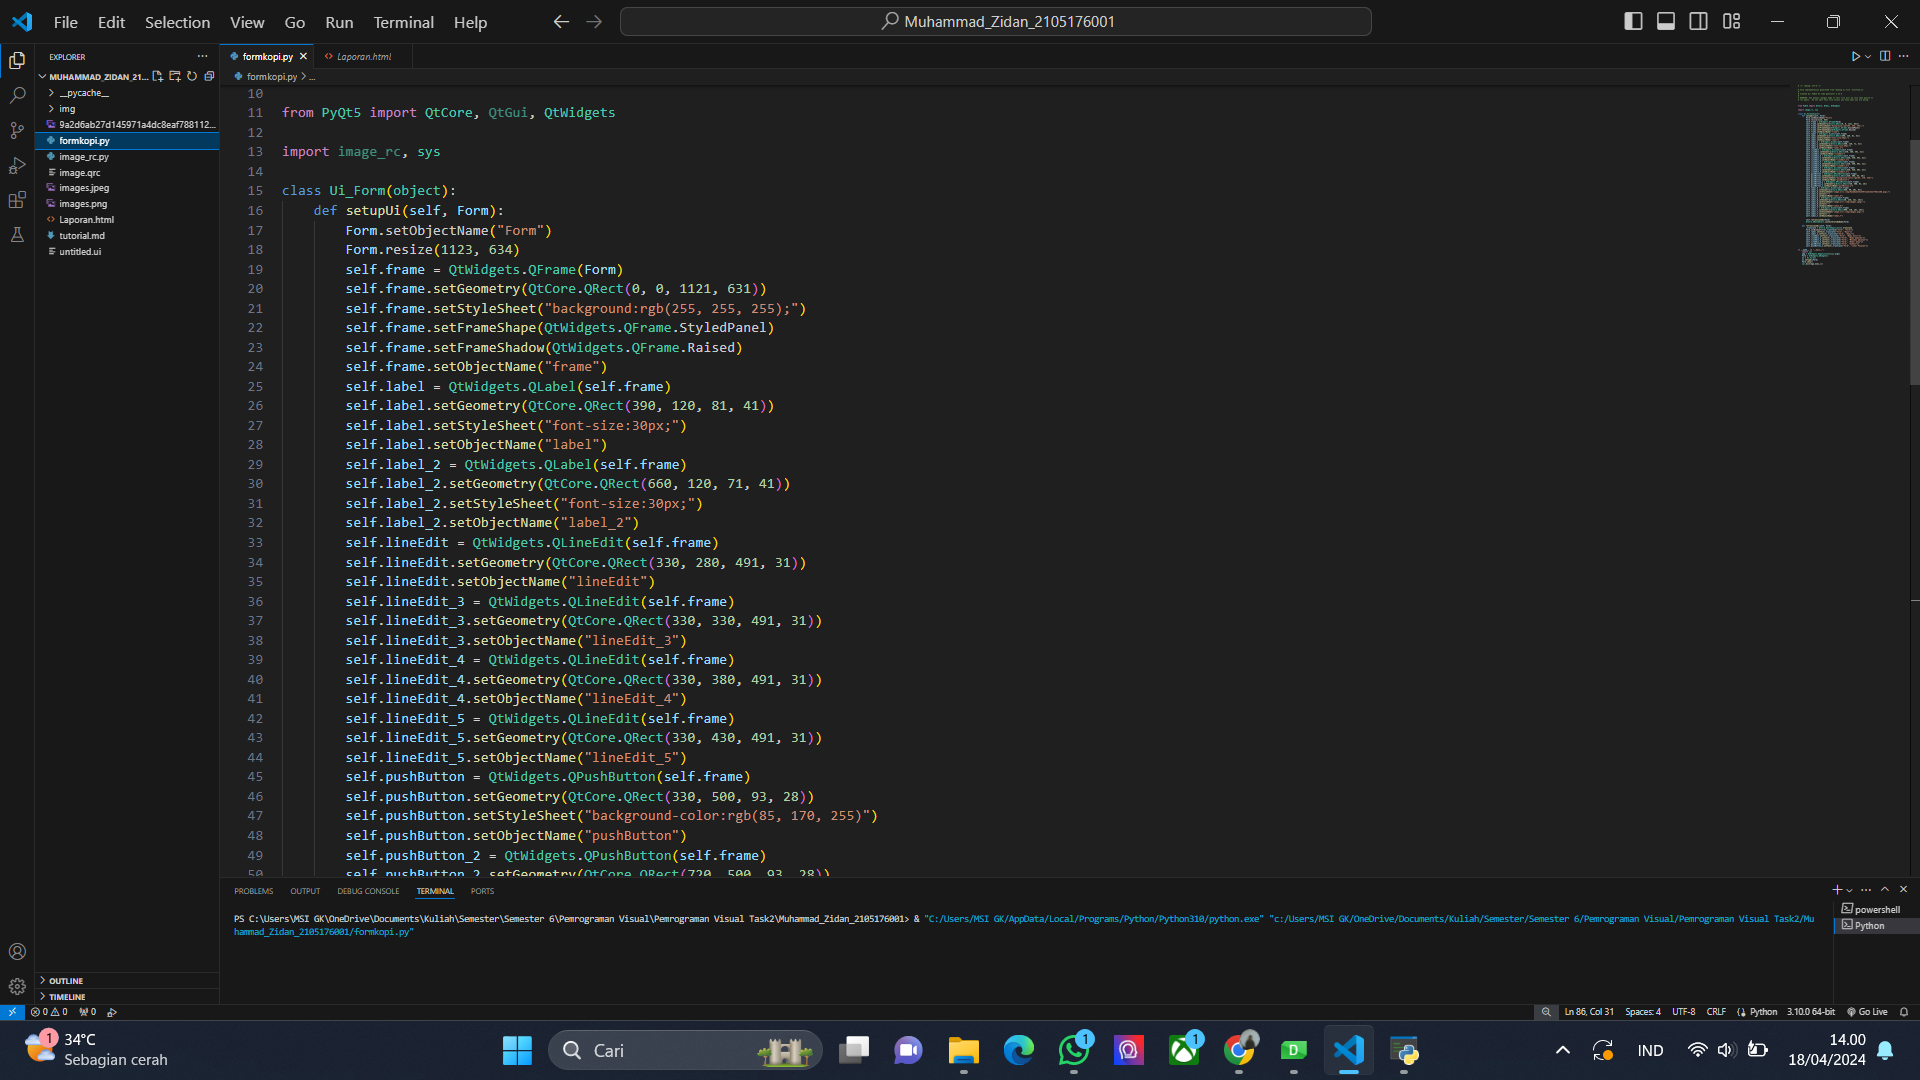 File Edit Selection View Go Run Terminal Help
Muhammad_Zidan_2105176001
EXPLORER
MUHAMMAD_ZIDAN_21...
__pycache__
img
9a2d6ab27d145971a4dc8eaf788112...
formkopi.py
image_rc.py
image.qrc
images.jpeg
images.png
Laporan.html
tutorial.md
untitled.ui
OUTLINE
TIMELINE
formkopi.py Laporan.html
formkopi.py > ...
10
11 from PyQt5 import QtCore, QtGui, QtWidgets
12
13 import image_rc, sys
14
15 class Ui_Form(object):
16 def setupUi(self, Form):
17 Form.setObjectName("Form")
18 Form.resize(1123, 634)
19 self.frame = QtWidgets.QFrame(Form)
20 self.frame.setGeometry(QtCore.QRect(0, 0, 1121, 631))
21 self.frame.setStyleSheet("background:rgb(255, 255, 255);")
22 self.frame.setFrameShape(QtWidgets.QFrame.StyledPanel)
23 self.frame.setFrameShadow(QtWidgets.QFrame.Raised)
24 self.frame.setObjectName("frame")
25 self.label = QtWidgets.QLabel(self.frame)
26 self.label.setGeometry(QtCore.QRect(390, 120, 81, 41))
27 self.label.setStyleSheet("font-size:30px;")
28 self.label.setObjectName("label")
29 self.label_2 = QtWidgets.QLabel(self.frame)
30 self.label_2.setGeometry(QtCore.QRect(660, 120, 71, 41))
31 self.label_2.setStyleSheet("font-size:30px;")
32 self.label_2.setObjectName("label_2")
33 self.lineEdit = QtWidgets.QLineEdit(self.frame)
34 self.lineEdit.setGeometry(QtCore.QRect(330, 280, 491, 31))
35 self.lineEdit.setObjectName("lineEdit")
36 self.lineEdit_3 = QtWidgets.QLineEdit(self.frame)
37 self.lineEdit_3.setGeometry(QtCore.QRect(330, 330, 491, 31))
38 self.lineEdit_3.setObjectName("lineEdit_3")
39 self.lineEdit_4 = QtWidgets.QLineEdit(self.frame)
40 self.lineEdit_4.setGeometry(QtCore.QRect(330, 380, 491, 31))
41 self.lineEdit_4.setObjectName("lineEdit_4")
42 self.lineEdit_5 = QtWidgets.QLineEdit(self.frame)
43 self.lineEdit_5.setGeometry(QtCore.QRect(330, 430, 491, 31))
44 self.lineEdit_5.setObjectName("lineEdit_5")
45 self.pushButton = QtWidgets.QPushButton(self.frame)
46 self.pushButton.setGeometry(QtCore.QRect(330, 500, 93, 28))
47 self.pushButton.setStyleSheet("background-color:rgb(85, 170, 255)")
48 self.pushButton.setObjectName("pushButton")
49 self.pushButton_2 = QtWidgets.QPushButton(self.frame)
50 self.pushButton_2.setGeometry(QtCore.QRect(720, 500, 93, 28))
PROBLEMS OUTPUT DEBUG CONSOLE TERMINAL PORTS
PS C:\Users\MSI GK\OneDrive\Documents\Kuliah\Semester\Semester 6\Pemrograman Visual\Pemrograman Visual Task2\Muhammad_Zidan_2105176001> & "C:/Users/MSI GK/AppData/Local/Programs/Python/Python310/python.exe" "c:/Users/MSI GK/OneDrive/Documents/Kuliah/Semester/Semester 6/Pemrograman Visual/Pemrograman Visual Task2/Mu
hammad_Zidan_2105176001/formkopi.py"
powershell
Python
0 0 0
Ln 86, Col 31 Spaces: 4 UTF-8 CRLF Python 3.10.0 64-bit Go Live
1
34°C
Sebagian cerah
Cari
1
1
D
IND
14.00
18/04/2024